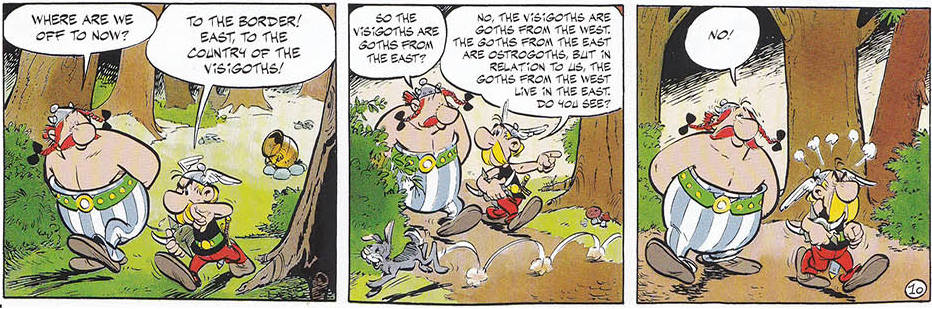 WHERE ARE WE
OFF TO NOW?
TO THE BORDER!
EAST, TO THE
COUNTRY OF THE
VISIGOTHS!
SO THE
VISIGOTHS ARE
GOTHS FROM
THE EAST?
NO, THE VISIGOTHS ARE
GOTHS FROM THE WEST.
THE GOTHS FROM THE EAST
ARE OSTROGOTHS, BUT IN
RELATION TO US, THE
GOTHS FROM THE WEST
LIVE IN THE EAST.
DO YOU SEE?
NO!
10